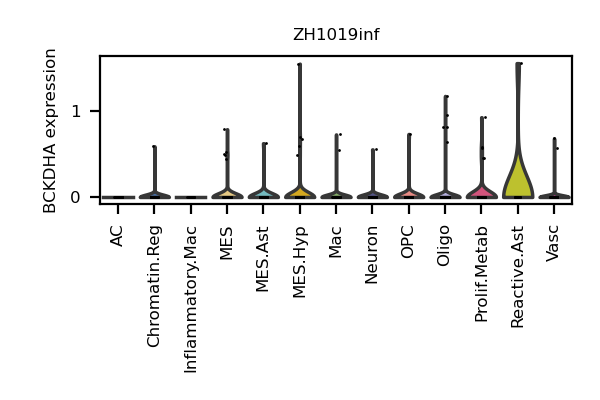 ZH1019inf
BCKDHA expression
1
0
AC
Chromatin.Reg
Inflammatory.Mac
MES
MES.Ast
MES.Hyp
Mac
Neuron
OPC
Oligo
Prolif.Metab
Reactive.Ast
Vasc